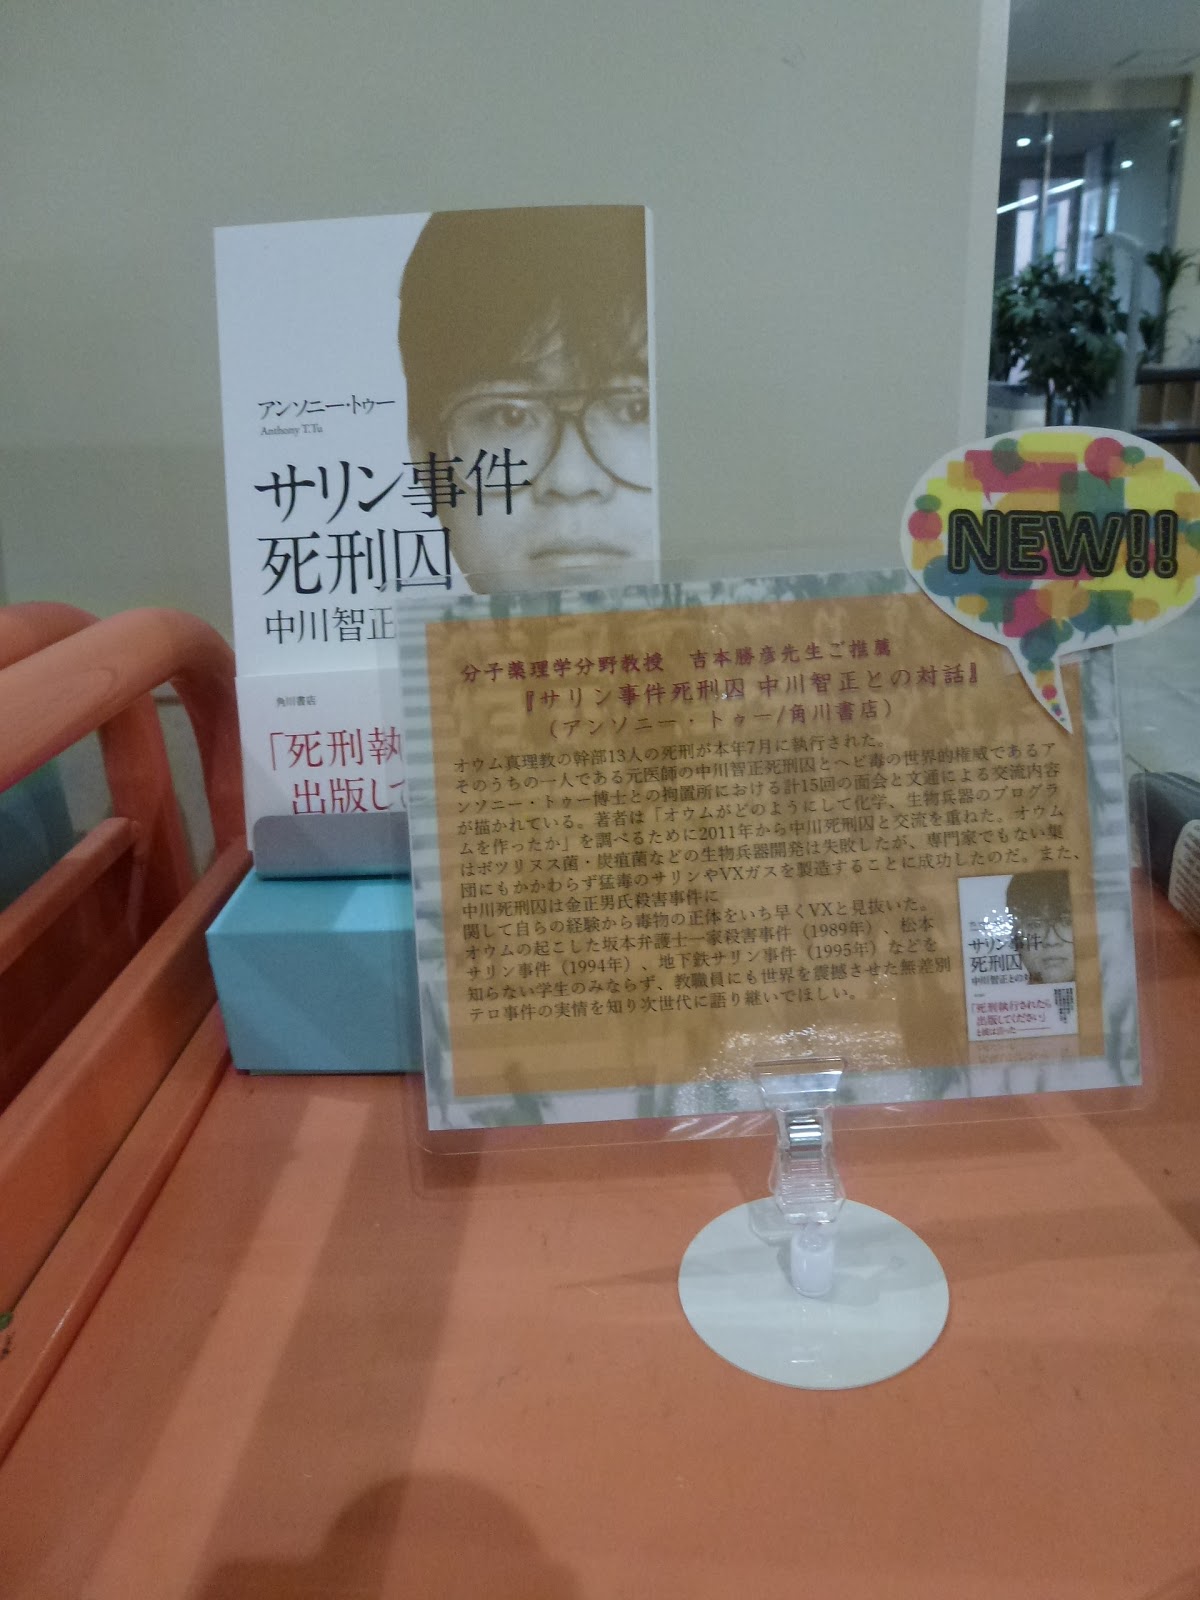 アンソニー・トゥー
Anthony T.Tu
サリン事件
死刑囚
中川智正
角川書店
「死刑執
出版して
NEW!!
分子薬理学分野教授 吉本勝彦先生ご推薦
『サリン事件死刑囚 中川智正との対話』
（アンソニー・トゥー/角川書店）
オウム真理教の幹部13人の死刑が本年7月に執行された。
そのうちの一人である元医師の中川智正死刑囚とヘビ毒の世界的権威であるア
ンソニー・トゥー博士との拘置所における計15回の面会と文通による交流内容
が描かれている。著者は「オウムがどのようにして化学、生物兵器のプログラ
ムを作ったか」を調べるために2011年から中川死刑囚と交流を重ねた。オウム
はボツリヌス菌・炭疽菌などの生物兵器開発は失敗したが、専門家でもない集
団にもかかわらず猛毒のサリンやVXガスを製造することに成功したのだ。また、
中川死刑囚は金正男氏殺害事件に
関して自らの経験から毒物の正体をいち早くVXと見抜いた。
オウムの起こした坂本弁護士一家殺害事件（1989年）、松本
サリン事件（1994年）、地下鉄サリン事件（1995年）などを
知らない学生のみならず、教職員にも世界を震撼させた無差別
テロ事件の実情を知り次世代に語り継いでほしい。
サリン事件
死刑囚
中川智正との対話
「死刑執行されたら
出版してください」
と彼は言った